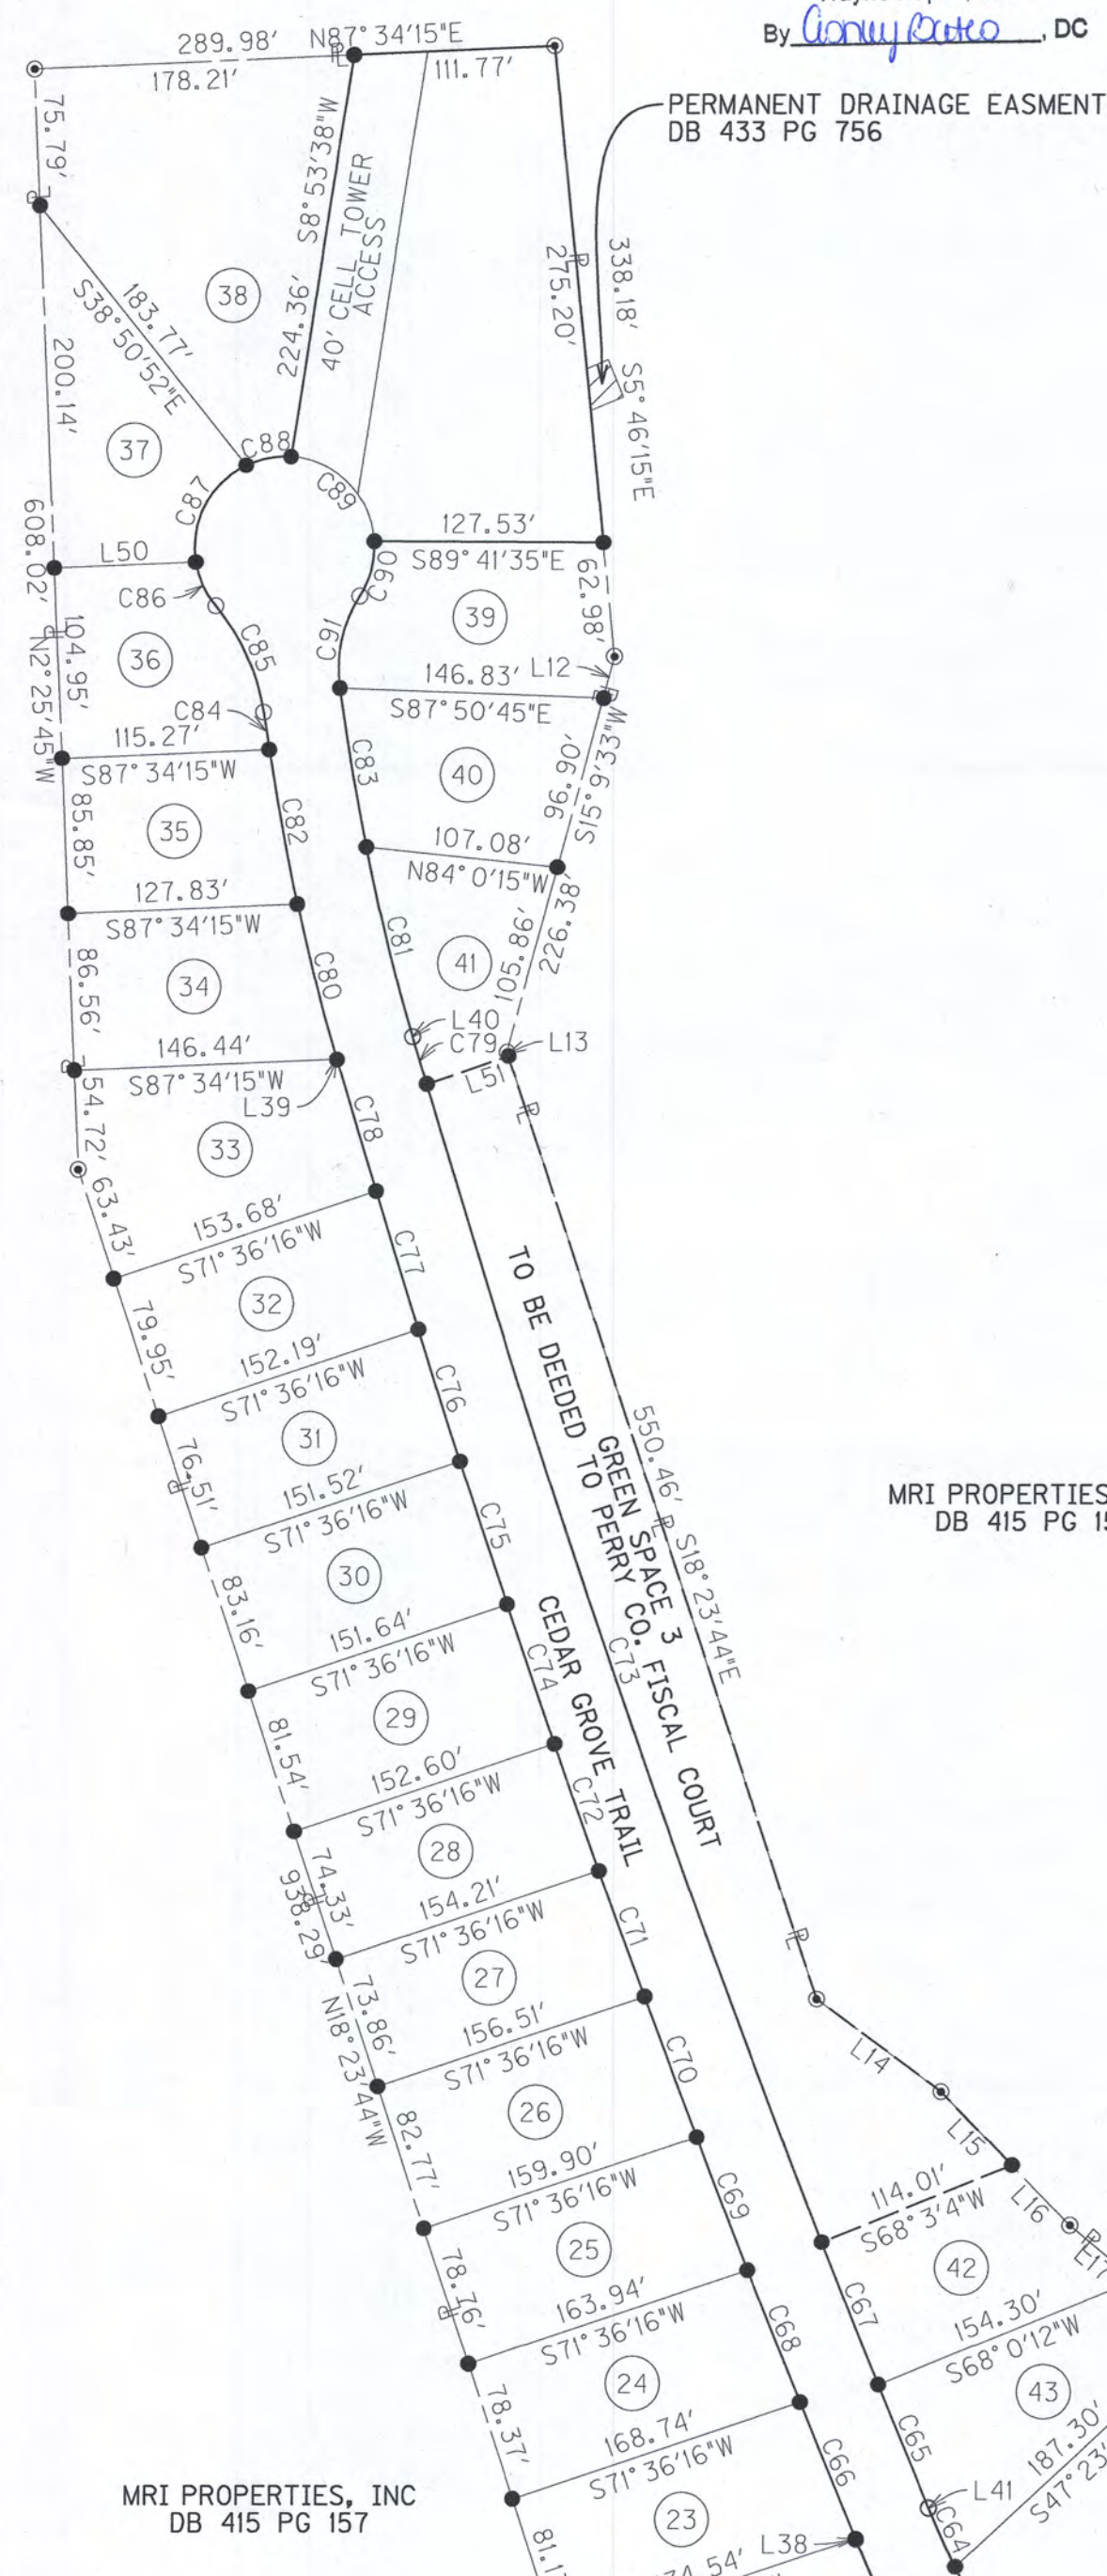 By Ashley Bates, DC
289.98' N87°34'15"E
178.21' 111.77'
PERMANENT DRAINAGE EASMENT
DB 433 PG 756
75.79'
S8°53'38"W
224.36'
40' CELL TOWER
ACCESS
275.20'
338.18' S5°46'15"E
38
183.77'
S38°50'52"E
200.14'
37
C88
C89
C87
608.02' N2°25'45"W
L50
127.53'
S89°41'35"E
C90
62.98'
C86
39
C91
104.95'
36
C85
146.83' L12
S87°50'45"E
C84
115.27'
S87°34'15"W
40
C83
96.90'
S15°9'33"W
85.85'
35
C82
107.08'
N84°0'15"W
127.83'
S87°34'15"W
226.38'
105.86'
C81
41
86.56'
34
C80
L40
C79
L13
146.44'
S87°34'15"W
L51
L39
54.72'
C78
33
63.43'
153.68'
S71°36'16"W
C77
32
79.95'
152.19'
S71°36'16"W
C76
31
76.51'
151.52'
S71°36'16"W
550.46' S18°23'44"E
MRI PROPERTIES
DB 415 PG 15
C75
30
83.16'
TO BE DEEDED TO PERRY CO. FISCAL COURT
GREEN SPACE 3
151.64'
S71°36'16"W
C74
C73
CEDAR GROVE TRAIL
29
81.54'
152.60'
S71°36'16"W
C72
28
74.33'
938.29' N18°23'44"W
154.21'
S71°36'16"W
C71
27
73.86'
156.51'
S71°36'16"W
C70
L14
26
82.77'
L15
159.90'
S71°36'16"W
C69
114.01'
S68°3'4"W
L16
L17
25
42
78.76'
163.94'
S71°36'16"W
C68
C67
154.30'
S68°0'12"W
24
43
78.37'
168.74'
S71°36'16"W
C66
C65
187.30'
S47°23'
L41
MRI PROPERTIES, INC
DB 415 PG 157
23
C64
L38